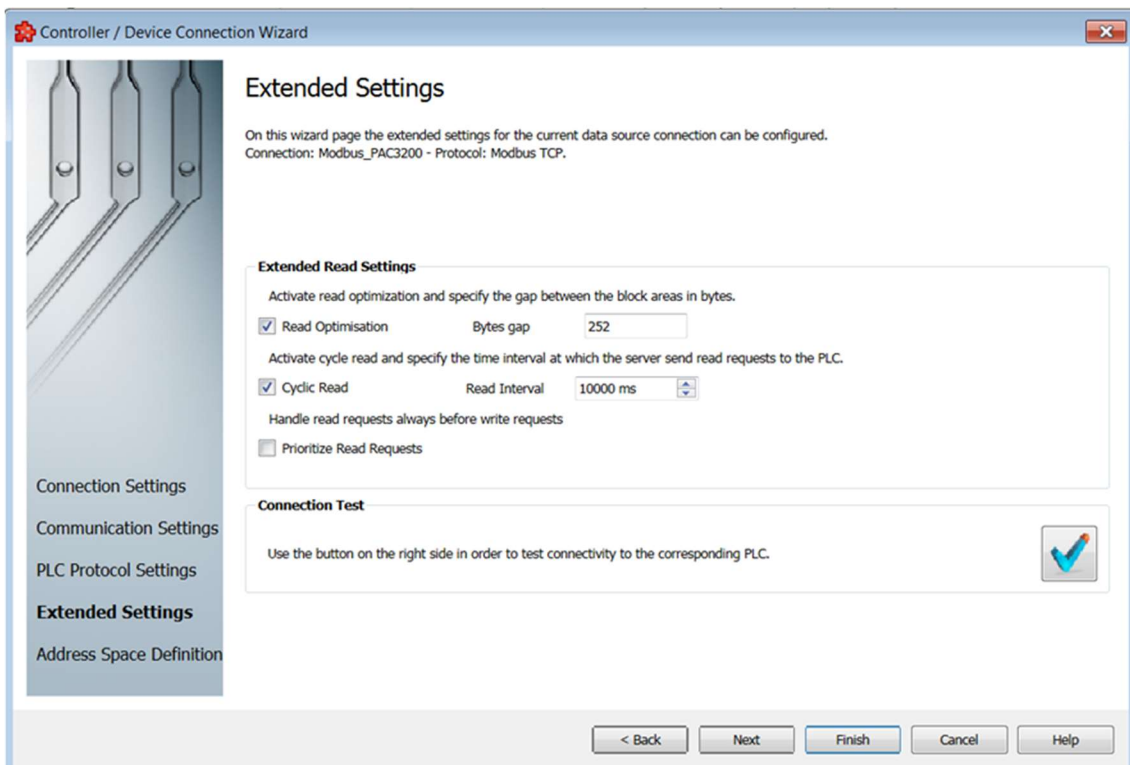 Controller / Device Connection Wizard
Extended Settings
On this wizard page the extended settings for the current data source connection can be configured.
Connection: Modbus_PAC3200 - Protocol: Modbus TCP.
Extended Read Settings
Activate read optimization and specify the gap between the block areas in bytes.
Read Optimisation Bytes gap 252
Activate cycle read and specify the time interval at which the server send read requests to the PLC.
Cyclic Read Read Interval 10000 ms
Handle read requests always before write requests
Prioritize Read Requests
Connection Settings
Communication Settings
PLC Protocol Settings
Extended Settings
Address Space Definition
Connection Test
Use the button on the right side in order to test connectivity to the corresponding PLC.
< Back Next Finish Cancel Help